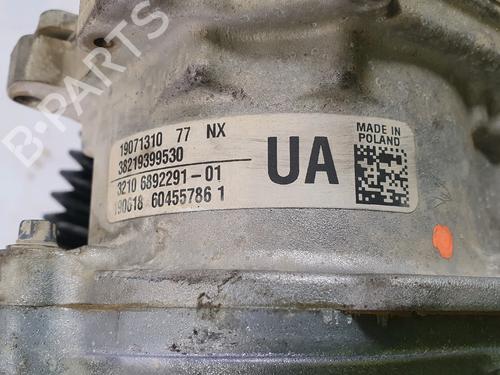 B-PARTS
19071310 77 NX
38219399530
3210 6892291-01
190618 60455786 1
UA
MADE IN
POLAND